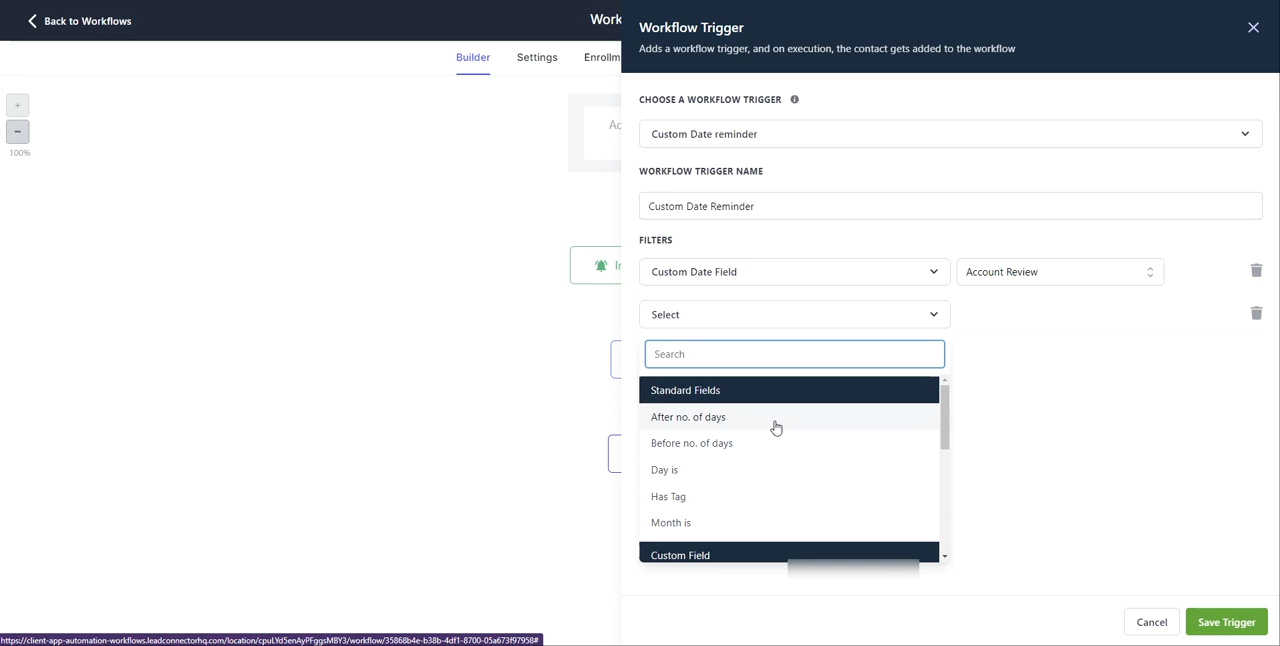 Back to Workflows
Work
Workflow Trigger
Adds a workflow trigger, and on execution, the contact gets added to the workflow
Builder
Settings
Enrollm
+
−
100%
Ac
CHOOSE A WORKFLOW TRIGGER
Custom Date reminder
WORKFLOW TRIGGER NAME
Custom Date Reminder
FILTERS
Custom Date Field
Account Review
Select
Search
Standard Fields
After no. of days
Before no. of days
Day is
Has Tag
Month is
Custom Field
Cancel
Save Trigger
https://client-app-automation-workflows.leadconnectorhq.com/location/cpuLYd5enAyPFgqsMBY3/workflow/35868b4e-b38b-4df1-8700-05a673f97958#